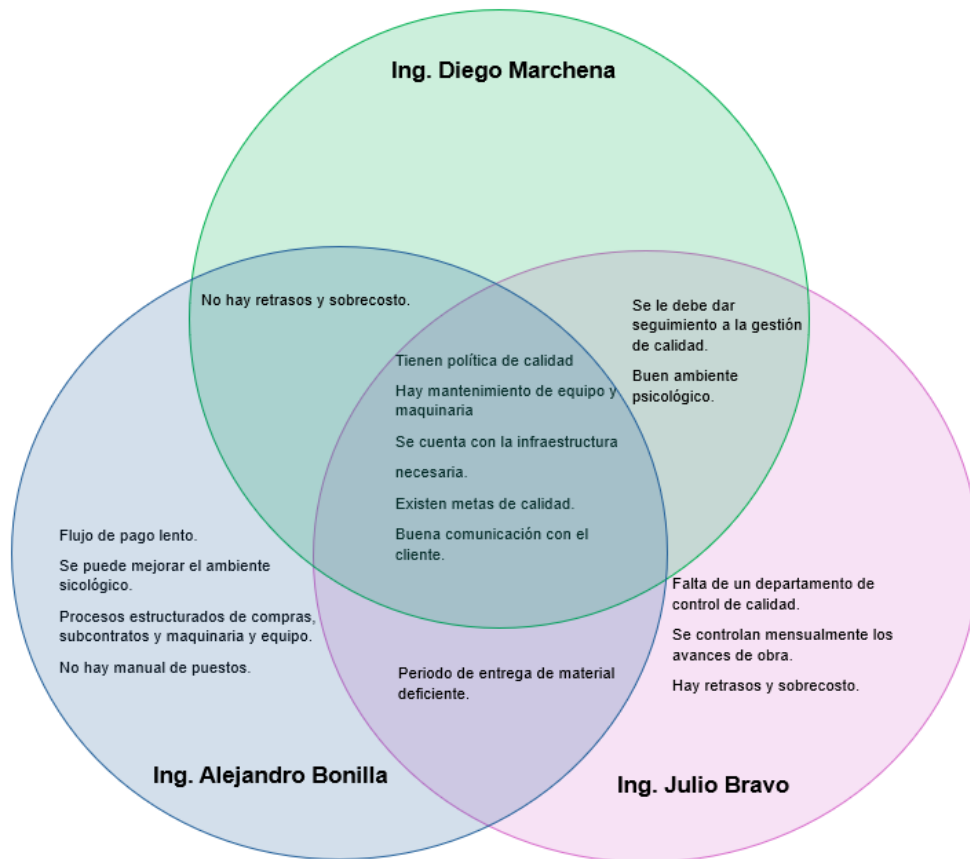 Ing. Diego Marchena
No hay retrasos y sobrecosto.
Se le debe dar
seguimiento a la gestión
de calidad.
Buen ambiente
psicológico.
Tienen política de calidad
Hay mantenimiento de equipo y
maquinaria
Se cuenta con la infraestructura
necesaria.
Existen metas de calidad.
Buena comunicación con el
cliente.
Flujo de pago lento.
Se puede mejorar el ambiente
sicológico.
Procesos estructurados de compras,
subcontratos y maquinaria y equipo.
No hay manual de puestos.
Periodo de entrega de material
deficiente.
Falta de un departamento de
control de calidad.
Se controlan mensualmente los
avances de obra.
Hay retrasos y sobrecosto.
Ing. Alejandro Bonilla
Ing. Julio Bravo